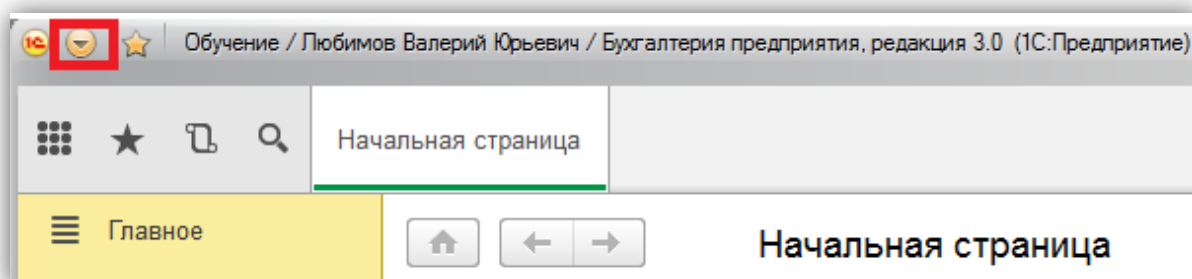 1С Обучение / Любимов Валерий Юрьевич / Бухгалтерия предприятия, редакция 3.0 (1С:Предприятие)
Начальная страница
Главное
Начальная страница